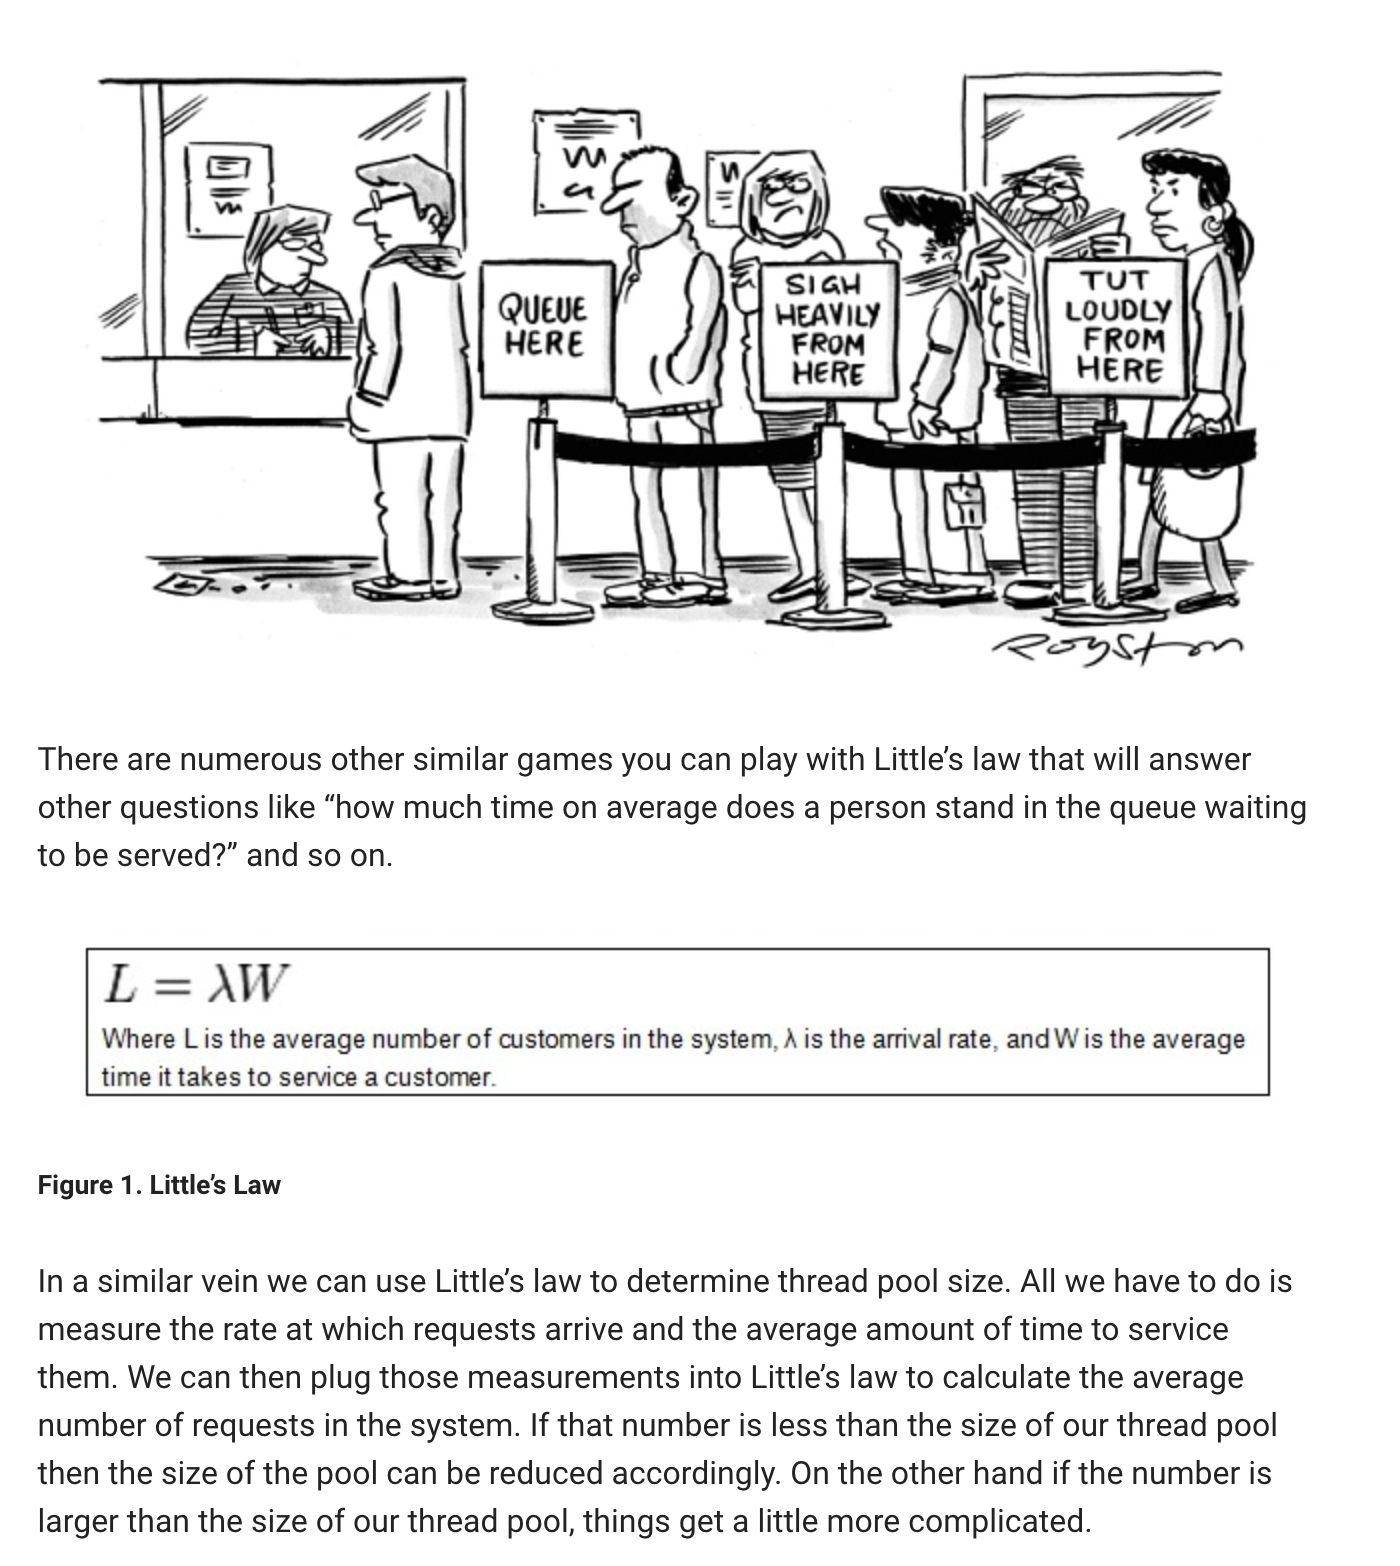 QUEUE
HERE
SIGH
HEAVILY
FROM
HERE
TUT
LOUDLY
FROM
HERE
Royston
There are numerous other similar games you can play with Little’s law that will answer
other questions like “how much time on average does a person stand in the queue waiting
to be served?” and so on.
L = λW
Where L is the average number of customers in the system, λ is the arrival rate, and W is the average
time it takes to service a customer.
Figure 1. Little’s Law
In a similar vein we can use Little’s law to determine thread pool size. All we have to do is
measure the rate at which requests arrive and the average amount of time to service
them. We can then plug those measurements into Little’s law to calculate the average
number of requests in the system. If that number is less than the size of our thread pool
then the size of the pool can be reduced accordingly. On the other hand if the number is
larger than the size of our thread pool, things get a little more complicated.